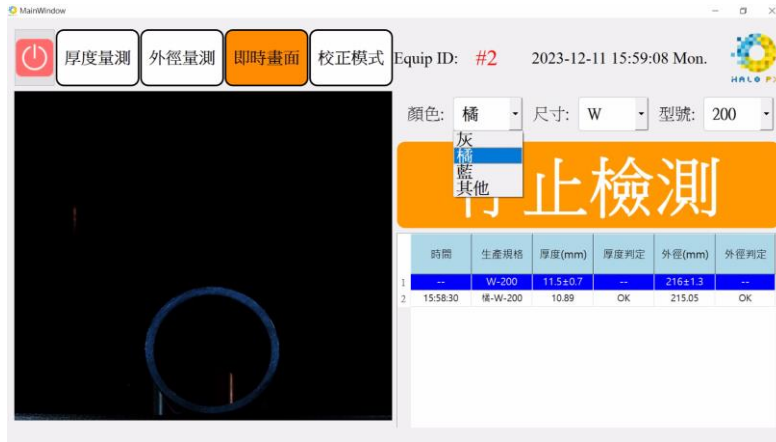 MainWindow
厚度量測 外徑量測 即時畫面 校正模式 Equip ID: #2 2023-12-11 15:59:08 Mon.
HALO P
顏色: 橘 尺寸: W 型號: 200
灰
橘
藍
其他
止檢測
時間 生產規格 厚度(mm) 厚度判定 外徑(mm) 外徑判定
1 -- W-200 11.5±0.7 -- 216±1.3 --
2 15:58:30 橘-W-200 10.89 OK 215.05 OK